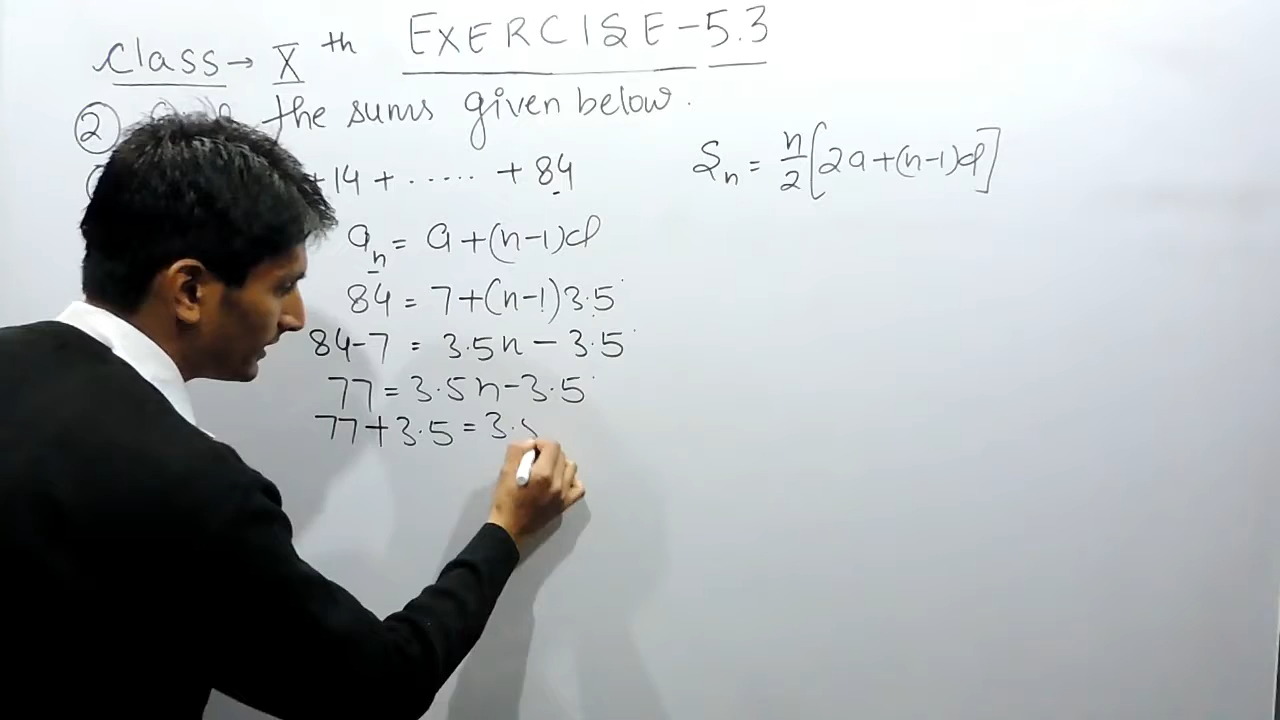 Class → Xth EXERCISE-5.3
② the sums given below.
+14 + ..... + 84
Sn = n/2[2a+(n-1)d]
an = a+(n-1)d
84 = 7+(n-1)3.5
84-7 = 3.5n - 3.5
77 = 3.5n-3.5
77+3.5 = 3.